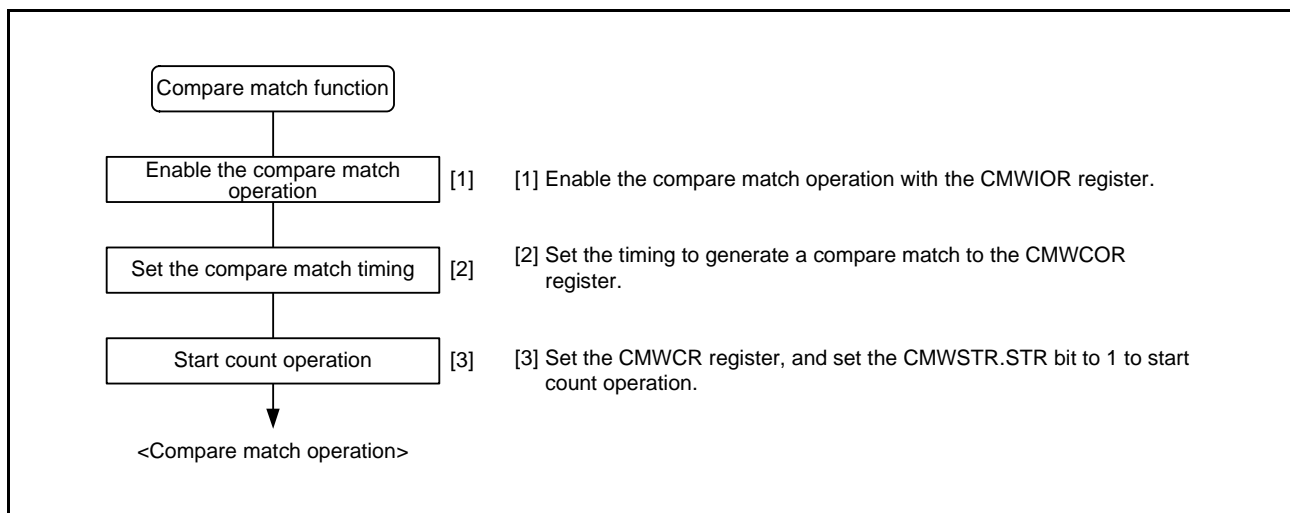 Compare match function
Enable the compare match
operation
[1]
[1] Enable the compare match operation with the CMWIOR register.
Set the compare match timing
[2]
[2] Set the timing to generate a compare match to the CMWCOR
register.
Start count operation
[3]
[3] Set the CMWCR register, and set the CMWSTR.STR bit to 1 to start
count operation.
<Compare match operation>